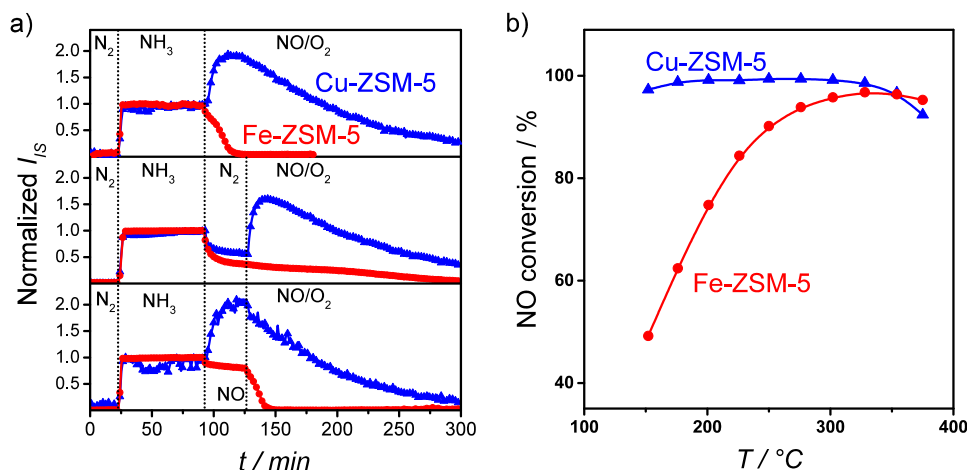 a)
Normalized I_IS
N₂
NH₃
NO/O₂
Cu-ZSM-5
Fe-ZSM-5
2.0
1.5
1.0
0.5
N₂
NH₃
N₂
NO/O₂
2.0
1.5
1.0
0.5
N₂
NH₃
NO/O₂
NO
2.0
1.5
1.0
0.5
0 50 100 150 200 250 300
t / min
b)
NO conversion / %
100
80
60
40
Cu-ZSM-5
Fe-ZSM-5
100 200 300 400
T / °C